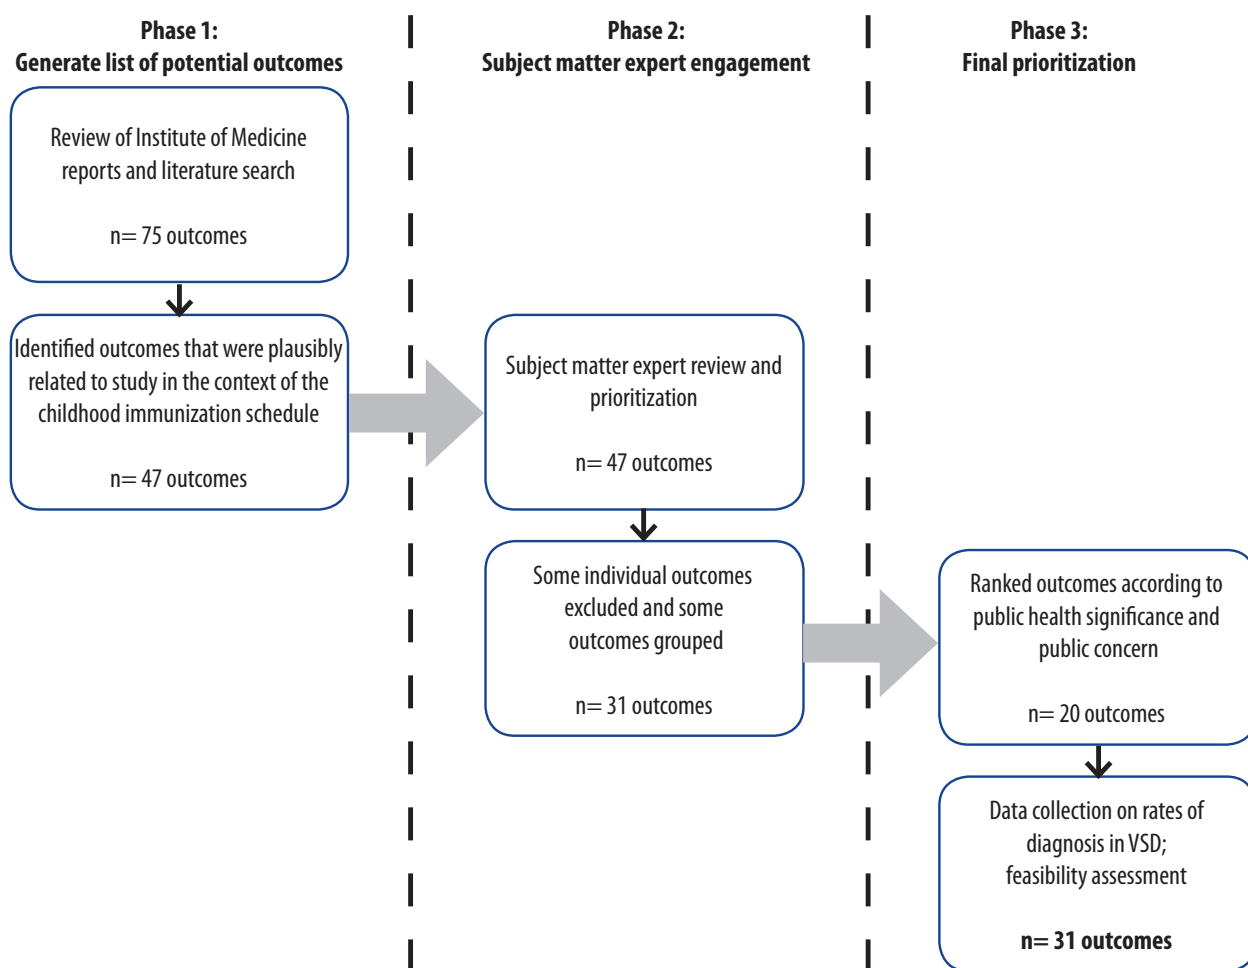 Phase 1:
Generate list of potential outcomes
Review of Institute of Medicine
reports and literature search
n= 75 outcomes
Identified outcomes that were plausibly
related to study in the context of the
childhood immunization schedule
n= 47 outcomes
Phase 2:
Subject matter expert engagement
Subject matter expert review and
prioritization
n= 47 outcomes
Some individual outcomes
excluded and some
outcomes grouped
n= 31 outcomes
Phase 3:
Final prioritization
Ranked outcomes according to
public health significance and
public concern
n= 20 outcomes
Data collection on rates of
diagnosis in VSD;
feasibility assessment
n= 31 outcomes